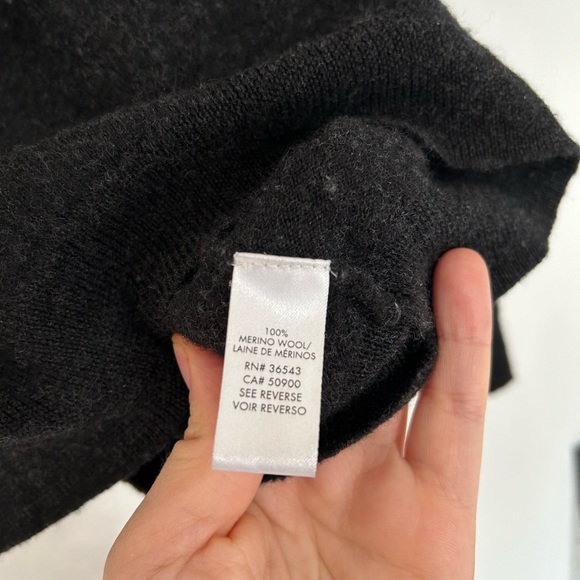 100%
MERINO WOOL/
LAINE DE MÉRINOS
RN# 36543
CA# 50900
SEE REVERSE
VOIR REVERSO